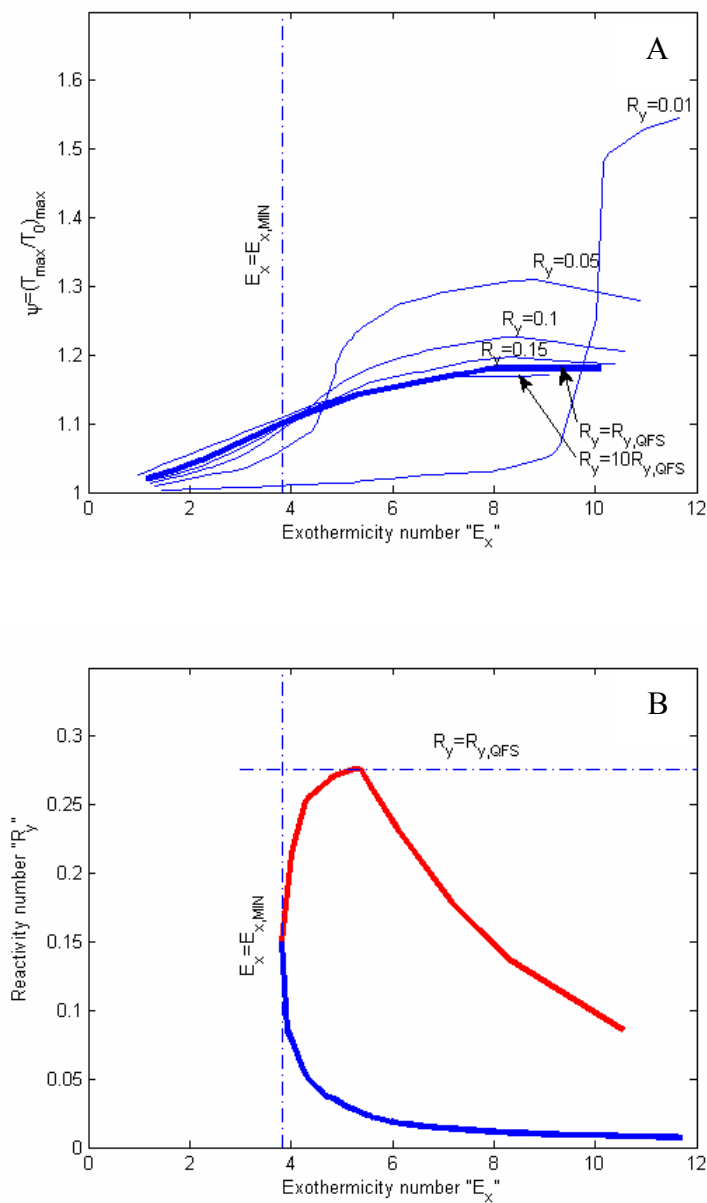 A
1.6
1.5
1.4
1.3
1.2
1.1
1
ψ=(T_max/T_0)_max
E_x=E_x,MIN
R_y=0.01
R_y=0.05
R_y=0.1
R_y=0.15
R_y=R_y,QFS
R_y=10R_y,QFS
0 2 4 6 8 10 12
Exothermicity number "E_x"
B
0.3
0.25
0.2
0.15
0.1
0.05
0
Reactivity number "R_y"
R_y=R_y,QFS
E_x=E_x,MIN
0 2 4 6 8 10 12
Exothermicity number "E_x"